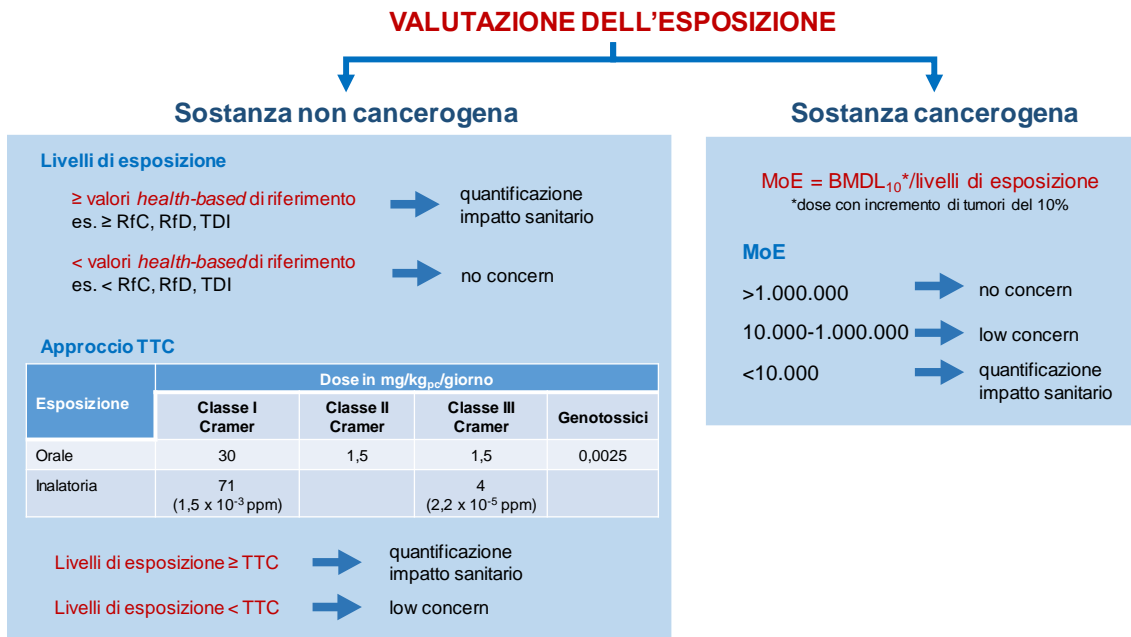 VALUTAZIONE DELL'ESPOSIZIONE
Sostanza non cancerogena
Livelli di esposizione
≥ valori health-based di riferimento
es. ≥ RfC, RfD, TDI
quantificazione
impatto sanitario
< valori health-based di riferimento
es. < RfC, RfD, TDI
no concern
Approccio TTC
Esposizione
Dose in mg/kgpc/giorno
Classe I
Cramer
Classe II
Cramer
Classe III
Cramer
Genotossici
Orale 30 1,5 1,5 0,0025
Inalatoria 71 4
(1,5 x 10⁻³ ppm) (2,2 x 10⁻⁵ ppm)
Livelli di esposizione ≥ TTC
quantificazione
impatto sanitario
Livelli di esposizione < TTC
low concern
Sostanza cancerogena
MoE = BMDL₁₀*/livelli di esposizione
*dose con incremento di tumori del 10%
MoE
>1.000.000 no concern
10.000-1.000.000 low concern
<10.000 quantificazione
impatto sanitario